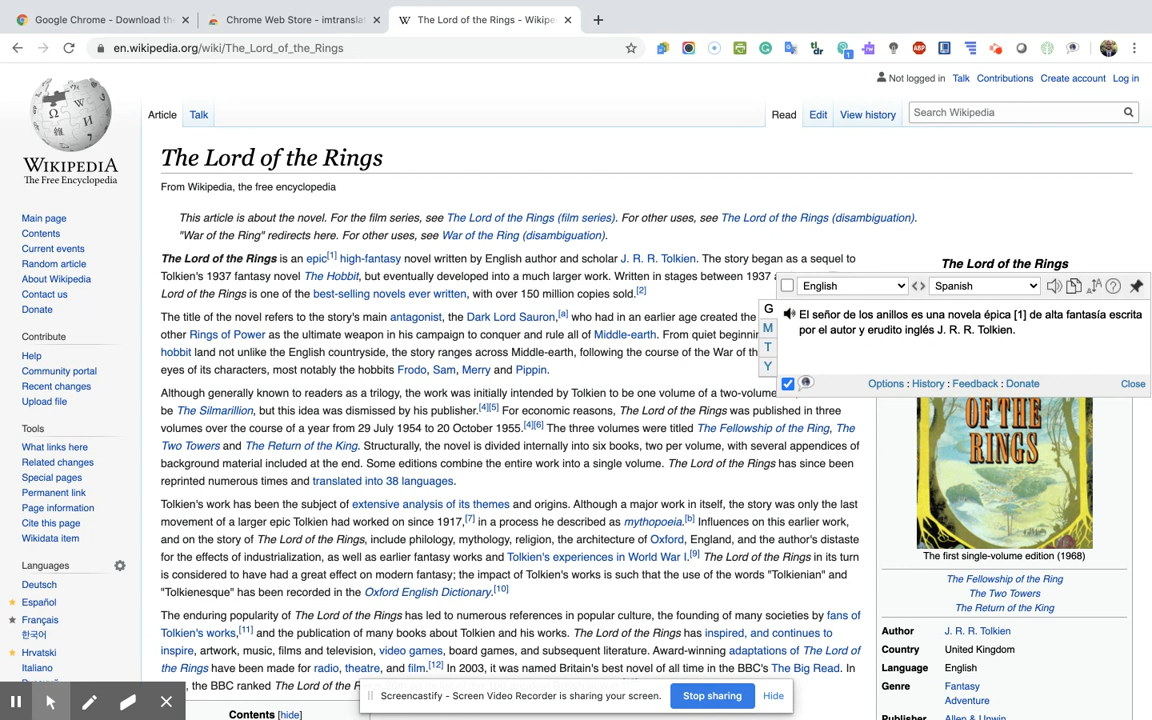 Google Chrome - Download the
Chrome Web Store - imtransla
The Lord of the Rings - Wikipe
en.wikipedia.org/wiki/The_Lord_of_the_Rings
Not logged in Talk Contributions Create account Log in
Article Talk
Read Edit View history
Search Wikipedia
WIKIPEDIA
The Free Encyclopedia
Main page
Contents
Current events
Random article
About Wikipedia
Contact us
Donate
Contribute
Help
Community portal
Recent changes
Upload file
Tools
What links here
Related changes
Special pages
Permanent link
Page information
Cite this page
Wikidata item
Languages
Deutsch
Español
Français
한국어
Hrvatski
Italiano
The Lord of the Rings
From Wikipedia, the free encyclopedia
This article is about the novel. For the film series, see The Lord of the Rings (film series). For other uses, see The Lord of the Rings (disambiguation).
"War of the Ring" redirects here. For other uses, see War of the Ring (disambiguation).
The Lord of the Rings is an epic[1] high-fantasy novel written by English author and scholar J. R. R. Tolkien. The story began as a sequel to
Tolkien's 1937 fantasy novel The Hobbit, but eventually developed into a much larger work. Written in stages between 1937
Lord of the Rings is one of the best-selling novels ever written, with over 150 million copies sold.[2]
The title of the novel refers to the story's main antagonist, the Dark Lord Sauron,[a] who had in an earlier age created the
other Rings of Power as the ultimate weapon in his campaign to conquer and rule all of Middle-earth. From quiet beginnin
hobbit land not unlike the English countryside, the story ranges across Middle-earth, following the course of the War of th
eyes of its characters, most notably the hobbits Frodo, Sam, Merry and Pippin.
Although generally known to readers as a trilogy, the work was initially intended by Tolkien to be one volume of a two-volume
be The Silmarillion, but this idea was dismissed by his publisher.[4][5] For economic reasons, The Lord of the Rings was published in three
volumes over the course of a year from 29 July 1954 to 20 October 1955.[4][6] The three volumes were titled The Fellowship of the Ring, The
Two Towers and The Return of the King. Structurally, the novel is divided internally into six books, two per volume, with several appendices of
background material included at the end. Some editions combine the entire work into a single volume. The Lord of the Rings has since been
reprinted numerous times and translated into 38 languages.
Tolkien's work has been the subject of extensive analysis of its themes and origins. Although a major work in itself, the story was only the last
movement of a larger epic Tolkien had worked on since 1917,[7] in a process he described as mythopoeia.[b] Influences on this earlier work,
and on the story of The Lord of the Rings, include philology, mythology, religion, the architecture of Oxford, England, and the author's distaste
for the effects of industrialization, as well as earlier fantasy works and Tolkien's experiences in World War I.[9] The Lord of the Rings in its turn
is considered to have had a great effect on modern fantasy; the impact of Tolkien's works is such that the use of the words "Tolkienian" and
"Tolkienesque" has been recorded in the Oxford English Dictionary.[10]
The enduring popularity of The Lord of the Rings has led to numerous references in popular culture, the founding of many societies by fans of
Tolkien's works,[11] and the publication of many books about Tolkien and his works. The Lord of the Rings has inspired, and continues to
inspire, artwork, music, films and television, video games, board games, and subsequent literature. Award-winning adaptations of The Lord of
the Rings have been made for radio, theatre, and film.[12] In 2003, it was named Britain's best novel of all time in the BBC's The Big Read. In
, the BBC ranked The Lord of the R
Contents [hide]
The Lord of the Rings
English
Spanish
G
M
T
Y
El señor de los anillos es una novela épica [1] de alta fantasía escrita
por el autor y erudito inglés J. R. R. Tolkien.
Options : History : Feedback : Donate
Close
OF THE
RINGS
The first single-volume edition (1968)
The Fellowship of the Ring
The Two Towers
The Return of the King
Author J. R. R. Tolkien
Country United Kingdom
Language English
Genre Fantasy
Adventure
Publisher Allen & Unwin
Screencastify - Screen Video Recorder is sharing your screen.
Stop sharing
Hide